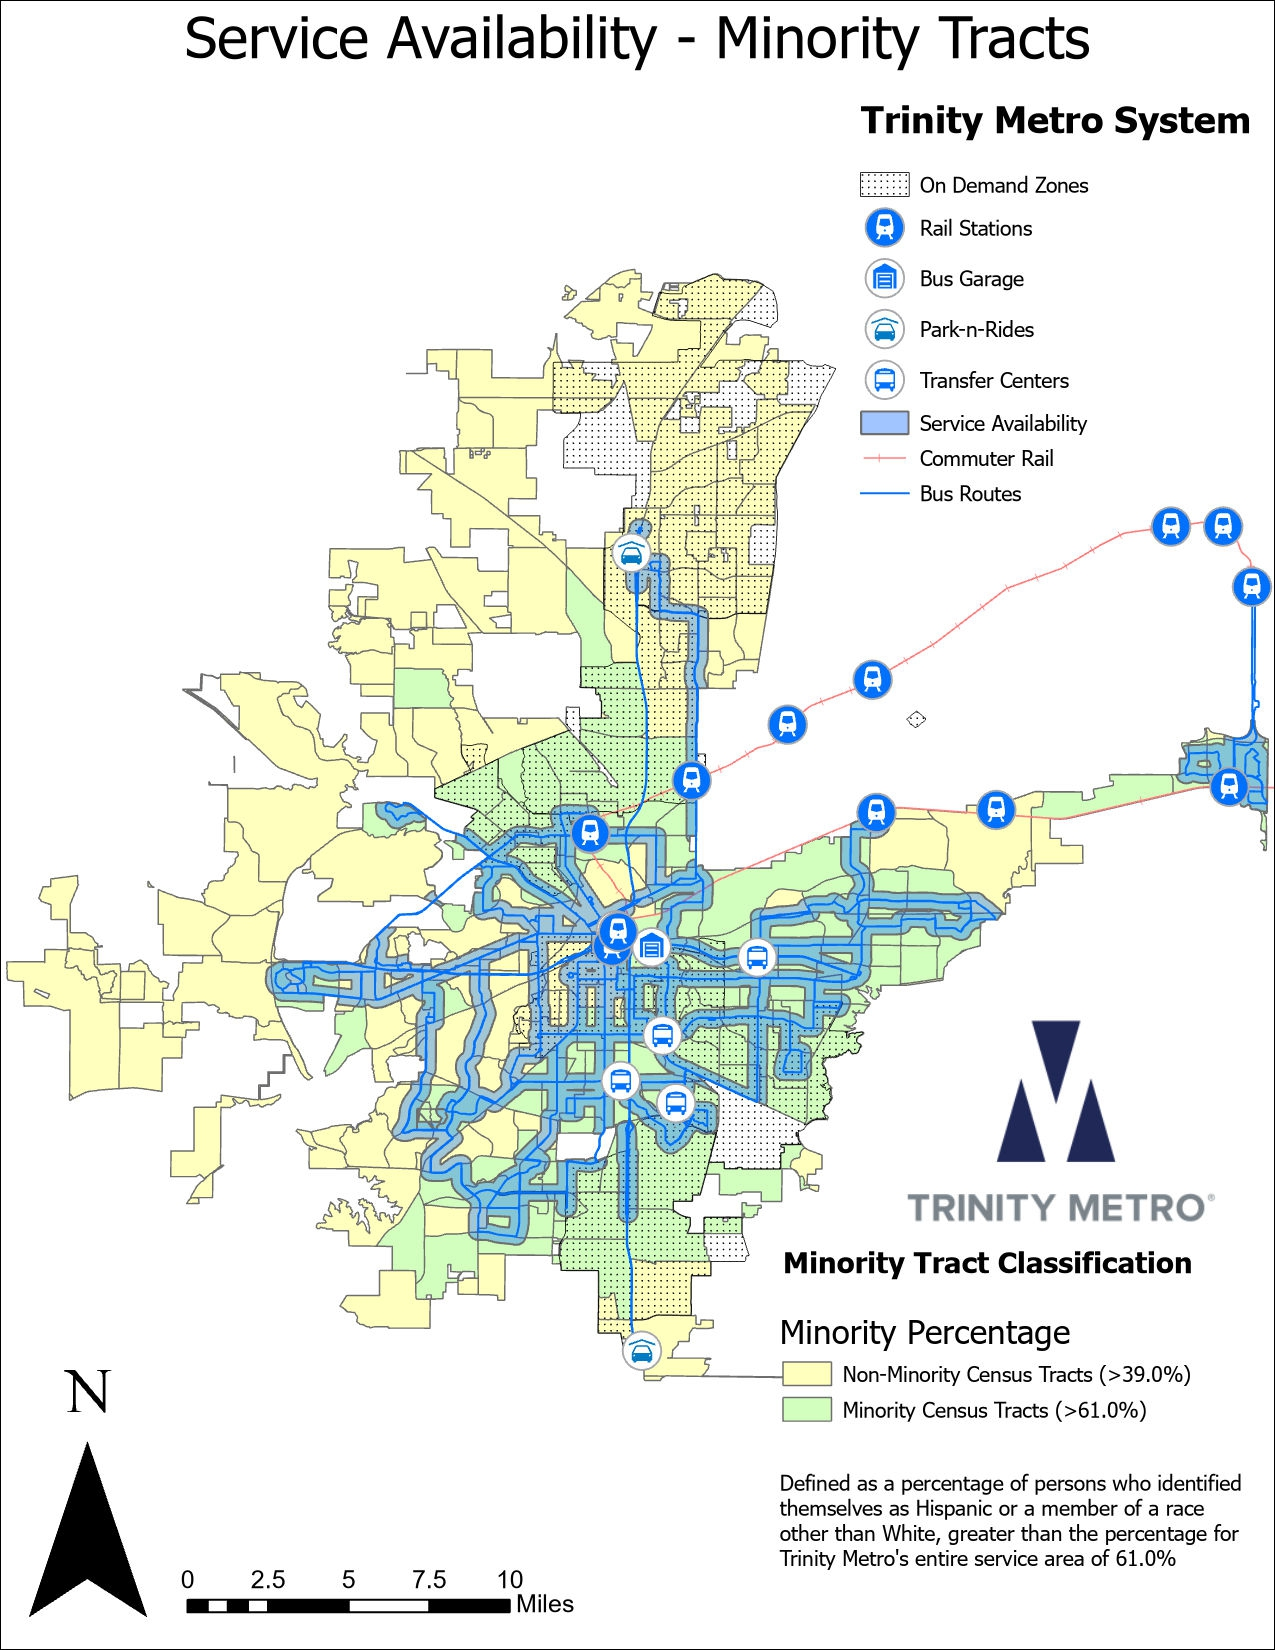 Service Availability - Minority Tracts
Trinity Metro System
On Demand Zones
Rail Stations
Bus Garage
Park-n-Rides
Transfer Centers
Service Availability
Commuter Rail
Bus Routes
TRINITY METRO®
Minority Tract Classification
Minority Percentage
Non-Minority Census Tracts (>39.0%)
Minority Census Tracts (>61.0%)
Defined as a percentage of persons who identified
themselves as Hispanic or a member of a race
other than White, greater than the percentage for
Trinity Metro's entire service area of 61.0%
N
0 2.5 5 7.5 10
Miles